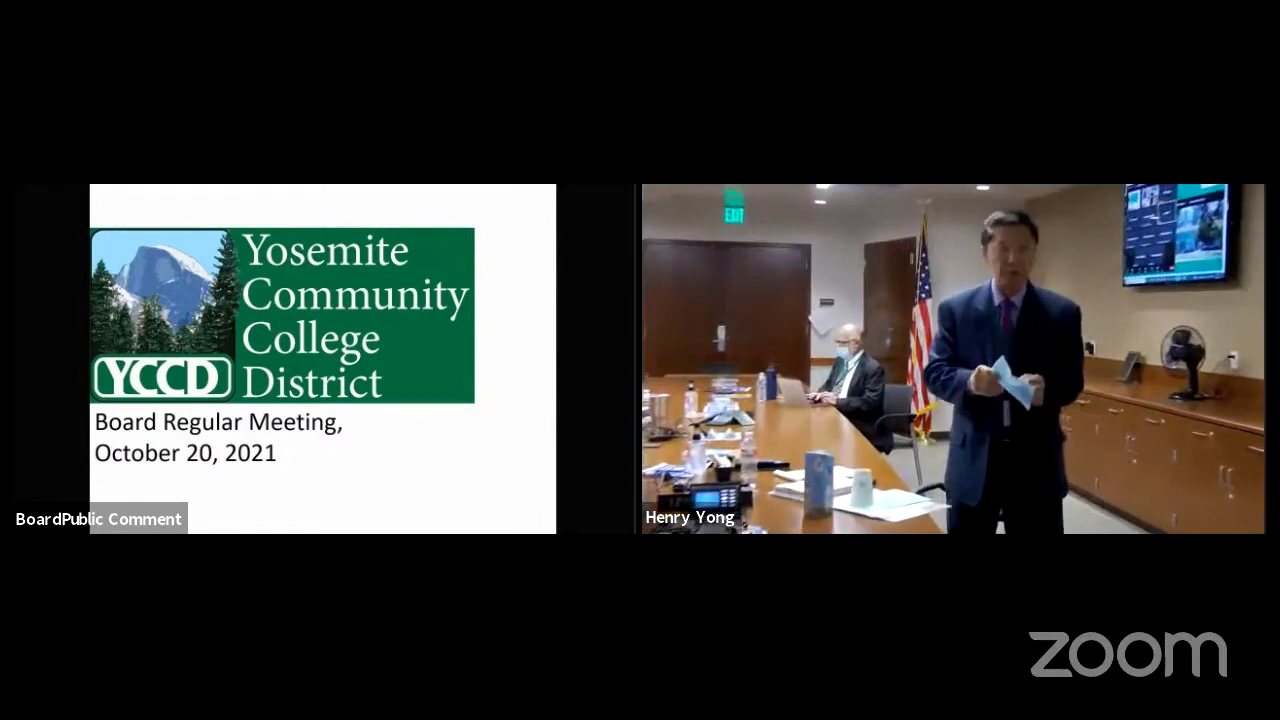 Yosemite
Community
College
District
YCCD
Board Regular Meeting,
October 20, 2021
BoardPublic Comment
EXIT
Henry Yong
zoom